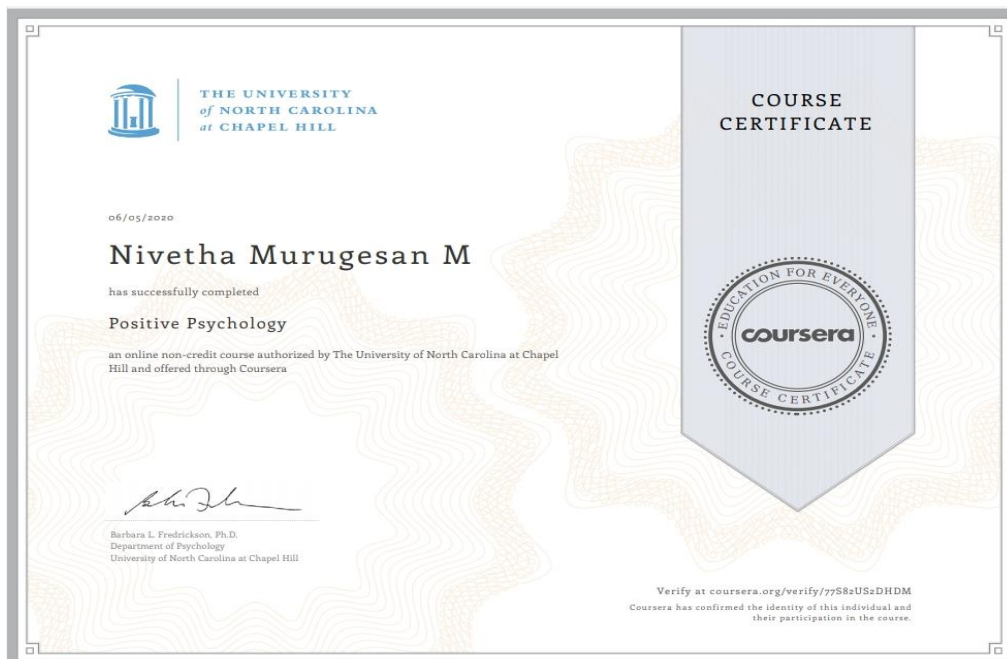 THE UNIVERSITY
of NORTH CAROLINA
at CHAPEL HILL
COURSE
CERTIFICATE
06/05/2020
Nivetha Murugesan M
has successfully completed
Positive Psychology
an online non-credit course authorized by The University of North Carolina at Chapel
Hill and offered through Coursera
EDUCATION FOR EVERYONE
coursera
COURSE CERTIFICATE
Barbara L. Fredrickson, Ph.D.
Department of Psychology
University of North Carolina at Chapel Hill
Verify at coursera.org/verify/77S82US2DHDM
Coursera has confirmed the identity of this individual and
their participation in the course.